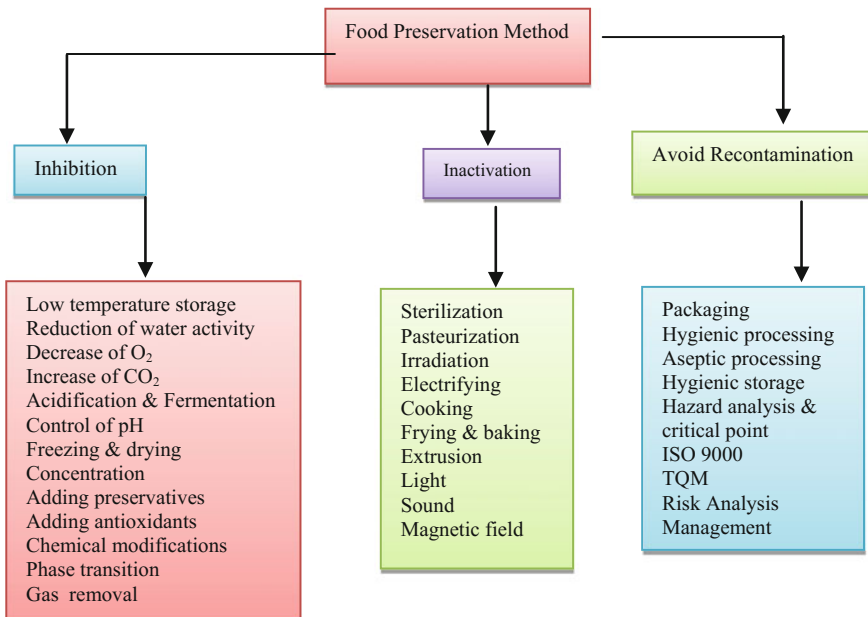 Food Preservation Method
Inhibition
Inactivation
Avoid Recontamination
Low temperature storage
Reduction of water activity
Decrease of O₂
Increase of CO₂
Acidification & Fermentation
Control of pH
Freezing & drying
Concentration
Adding preservatives
Adding antioxidants
Chemical modifications
Phase transition
Gas removal
Sterilization
Pasteurization
Irradiation
Electrifying
Cooking
Frying & baking
Extrusion
Light
Sound
Magnetic field
Packaging
Hygienic processing
Aseptic processing
Hygienic storage
Hazard analysis &
critical point
ISO 9000
TQM
Risk Analysis
Management